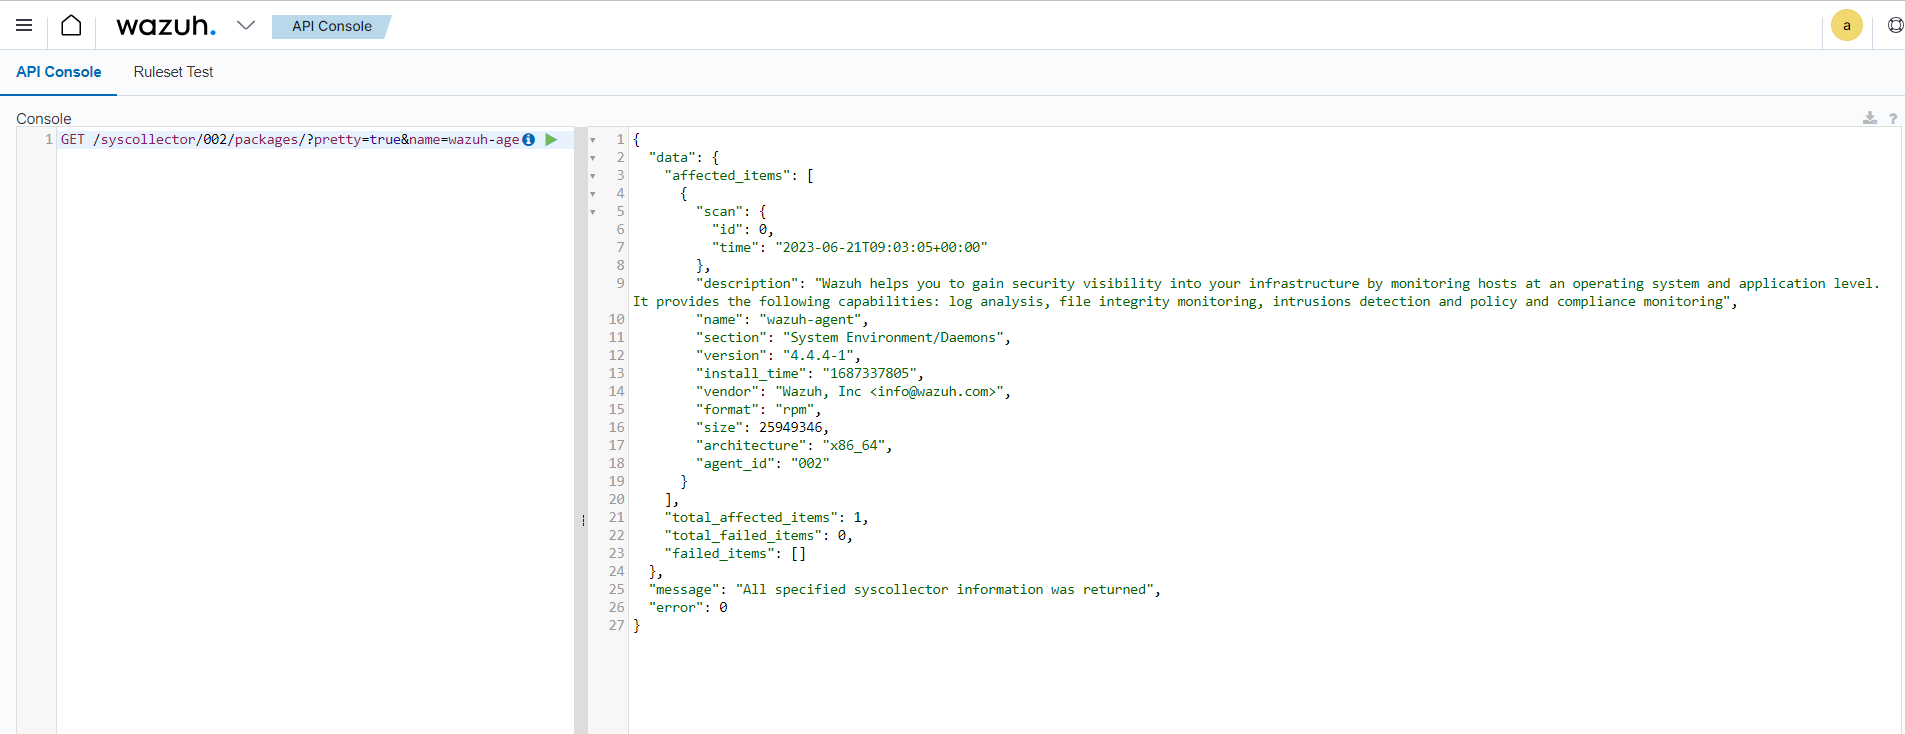 wazuh.
API Console
a
API Console Ruleset Test
Console
1 GET /syscollector/002/packages/?pretty=true&name=wazuh-age
1 {
2 "data": {
3 "affected_items": [
4 {
5 "scan": {
6 "id": 0,
7 "time": "2023-06-21T09:03:05+00:00"
8 },
9 "description": "Wazuh helps you to gain security visibility into your infrastructure by monitoring hosts at an operating system and application level.
It provides the following capabilities: log analysis, file integrity monitoring, intrusions detection and policy and compliance monitoring",
10 "name": "wazuh-agent",
11 "section": "System Environment/Daemons",
12 "version": "4.4.4-1",
13 "install_time": "1687337805",
14 "vendor": "Wazuh, Inc <info@wazuh.com>",
15 "format": "rpm",
16 "size": 25949346,
17 "architecture": "x86_64",
18 "agent_id": "002"
19 }
20 ],
21 "total_affected_items": 1,
22 "total_failed_items": 0,
23 "failed_items": []
24 },
25 "message": "All specified syscollector information was returned",
26 "error": 0
27 }